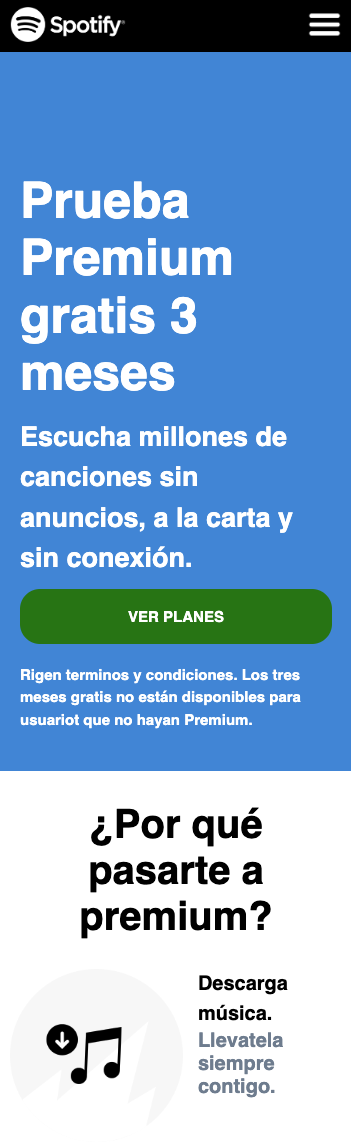 Spotify
Prueba
Premium
gratis 3
meses
Escucha millones de
canciones sin
anuncios, a la carta y
sin conexión.
VER PLANES
Rigen terminos y condiciones. Los tres
meses gratis no están disponibles para
usuariot que no hayan Premium.
¿Por qué
pasarte a
premium?
Descarga
música.
Llevatela
siempre
contigo.